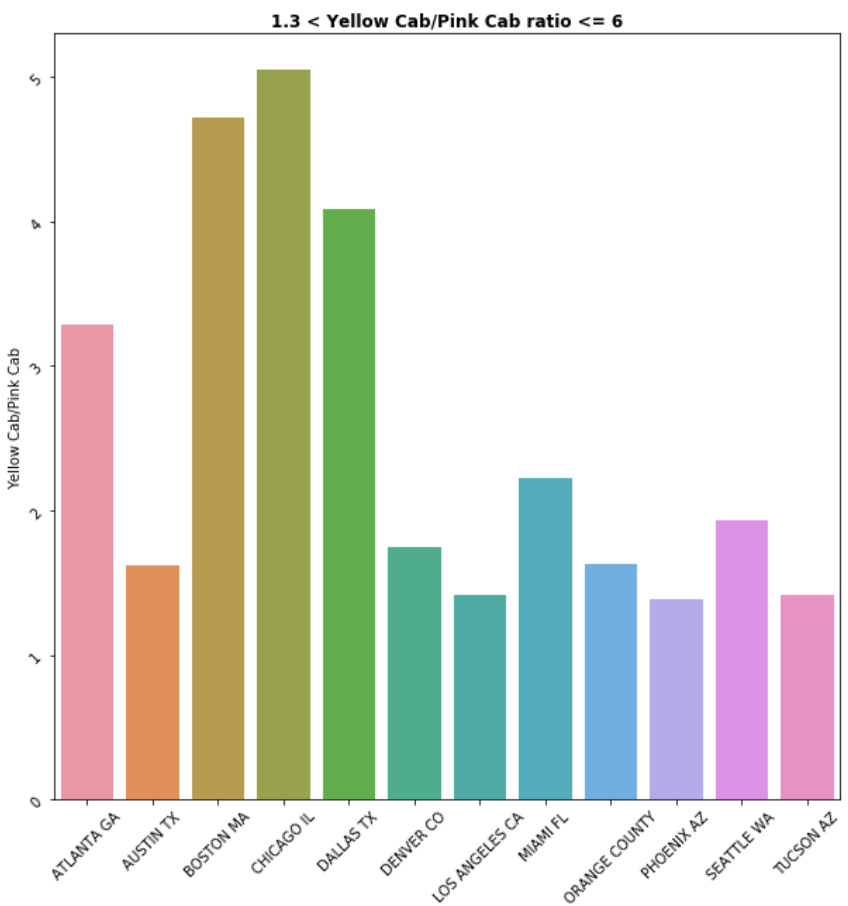 1.3 < Yellow Cab/Pink Cab ratio <= 6
Yellow Cab/Pink Cab
5
4
3
2
1
0
ATLANTA GA
AUSTIN TX
BOSTON MA
CHICAGO IL
DALLAS TX
DENVER CO
LOS ANGELES CA
MIAMI FL
ORANGE COUNTY
PHOENIX AZ
SEATTLE WA
TUCSON AZ